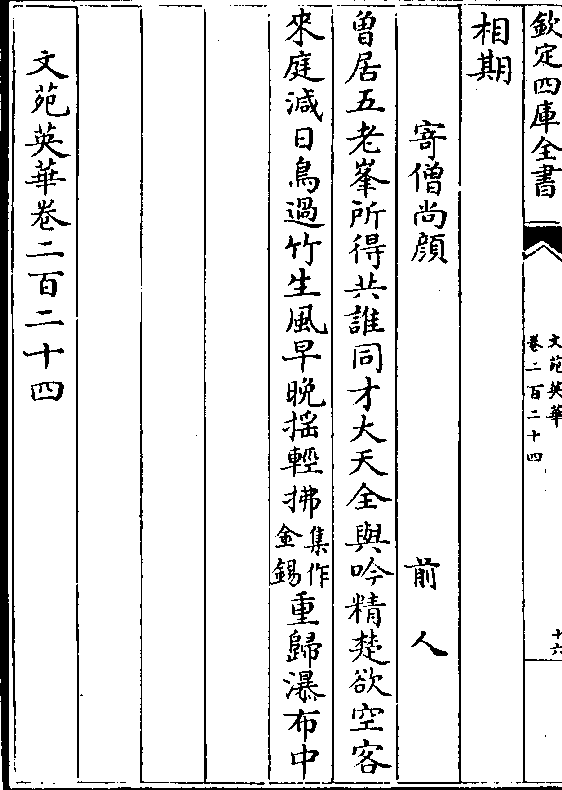 欽定四庫全書
文苑英華
卷二百二十四
十六
相期
寄僧尚顔 前人
曽居五老峯所得共誰同才大天全與吟精楚欲空客
來庭減日鳥過竹生風早晩揺輕拂集作金錫重歸瀑布中
文苑英華卷二百二十四